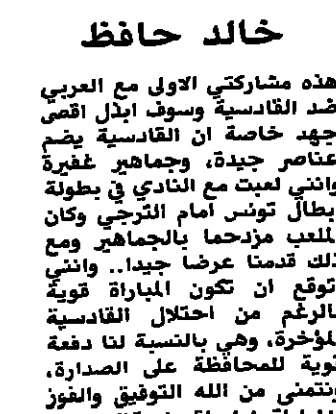 خالد حافظ
هذه مشاركتي الاولى مع العربي
ضد القادسية وسوف ابذل اقصى
جهد خاصة ان القادسية يضم
عناصر جيدة، وجماهير غفيرة
وانني لعبت مع النادي في بطولة
ابطال تونس امام الترجي وكان
الملعب مزدحما بالجماهير ومع
ذلك قدمنا عرضا جيدا.. وانني
اتوقع ان تكون المباراة قوية
بالرغم من احتلال القادسية
المؤخرة، وهي بالنسبة لنا دفعة
قوية للمحافظة على الصدارة،
ونتمنى من الله التوفيق والفوز